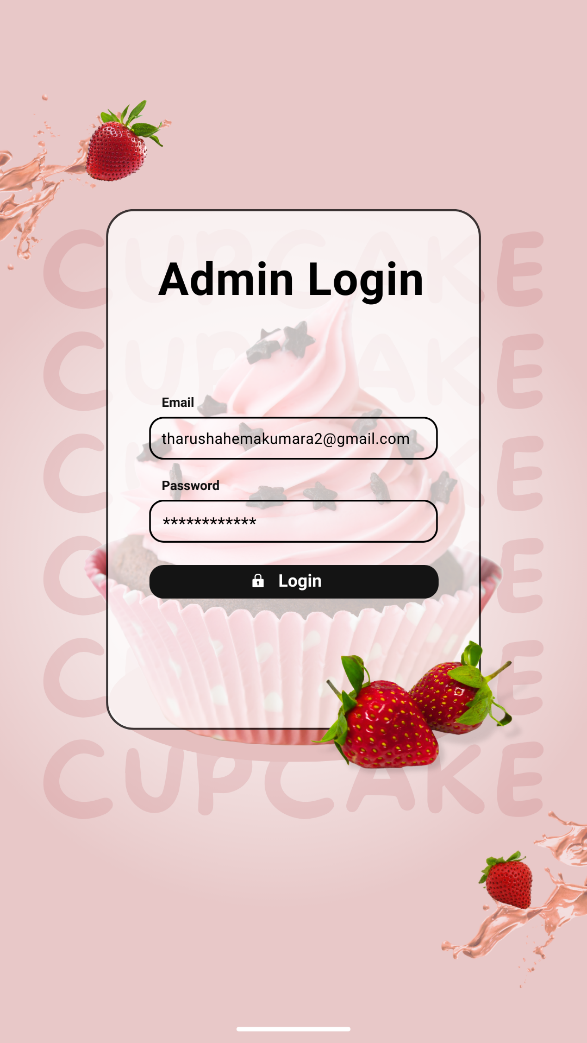 CUPCAKE
Admin Login
CUPCAKE
Email
tharushahemakumara2@gmail.com
CUPCAKE
Password
************
CUPCAKE
Login
CUPCAKE
CUPCAKE